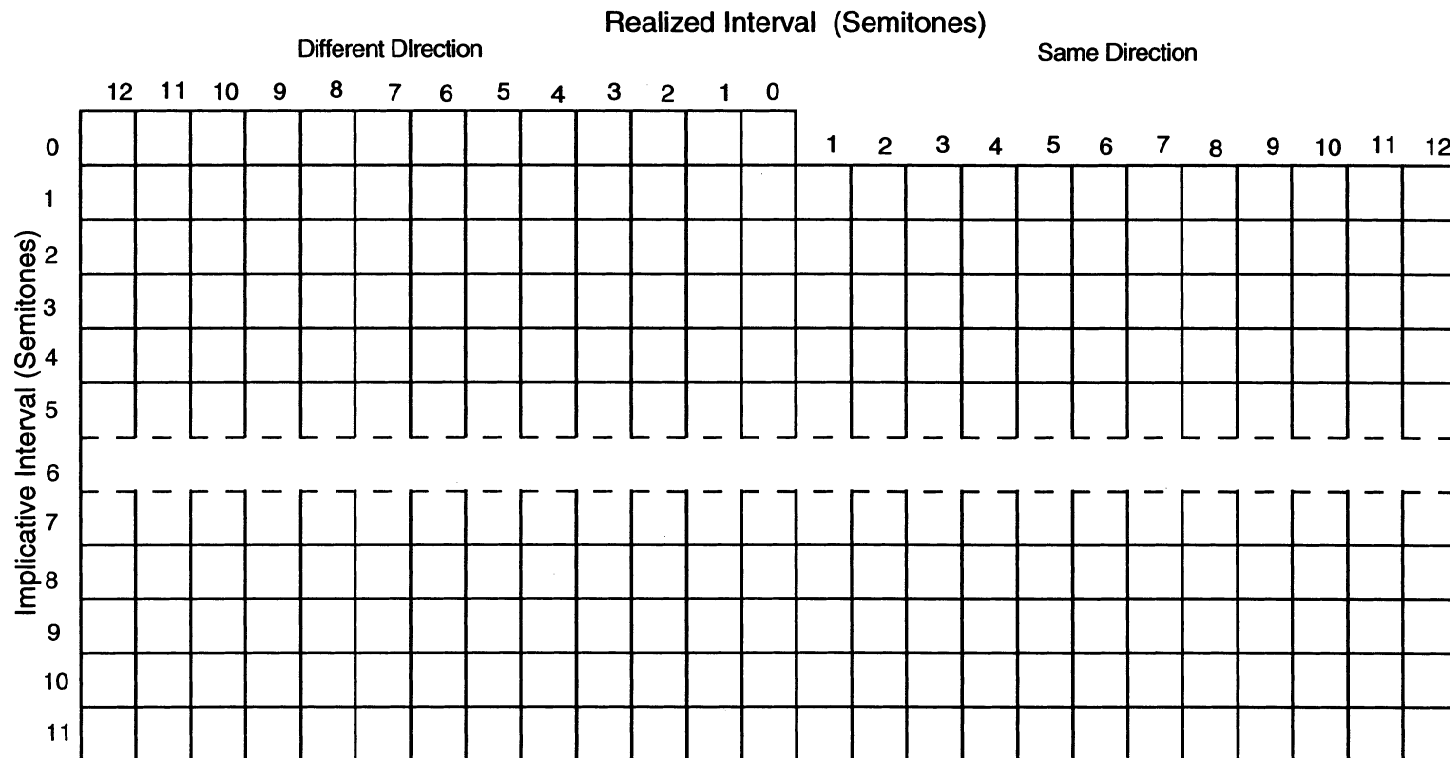 Realized Interval (Semitones)
Different DIrection Same Direction
12 11 10 9 8 7 6 5 4 3 2 1 0
0 1 2 3 4 5 6 7 8 9 10 11 12
1
2
3
4
5
6
7
8
9
10
11
Implicative Interval (Semitones)